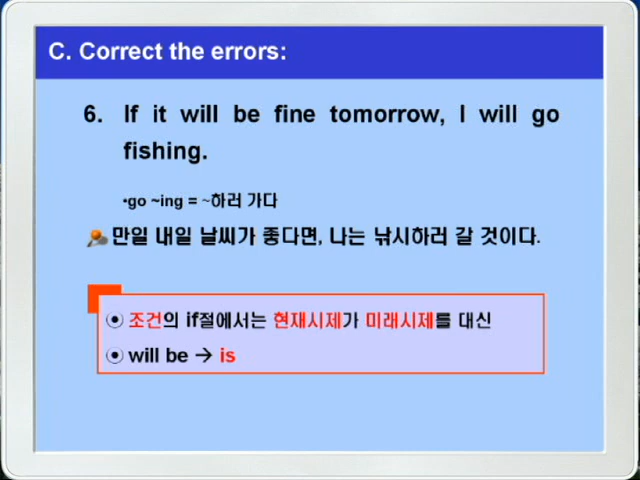 C. Correct the errors:
6. If it will be fine tomorrow, I will go
fishing.
•go ~ing = ~하러 가다
만일 내일 날씨가 좋다면, 나는 낚시하러 갈 것이다.
조건의 if절에서는 현재시제가 미래시제를 대신
will be → is